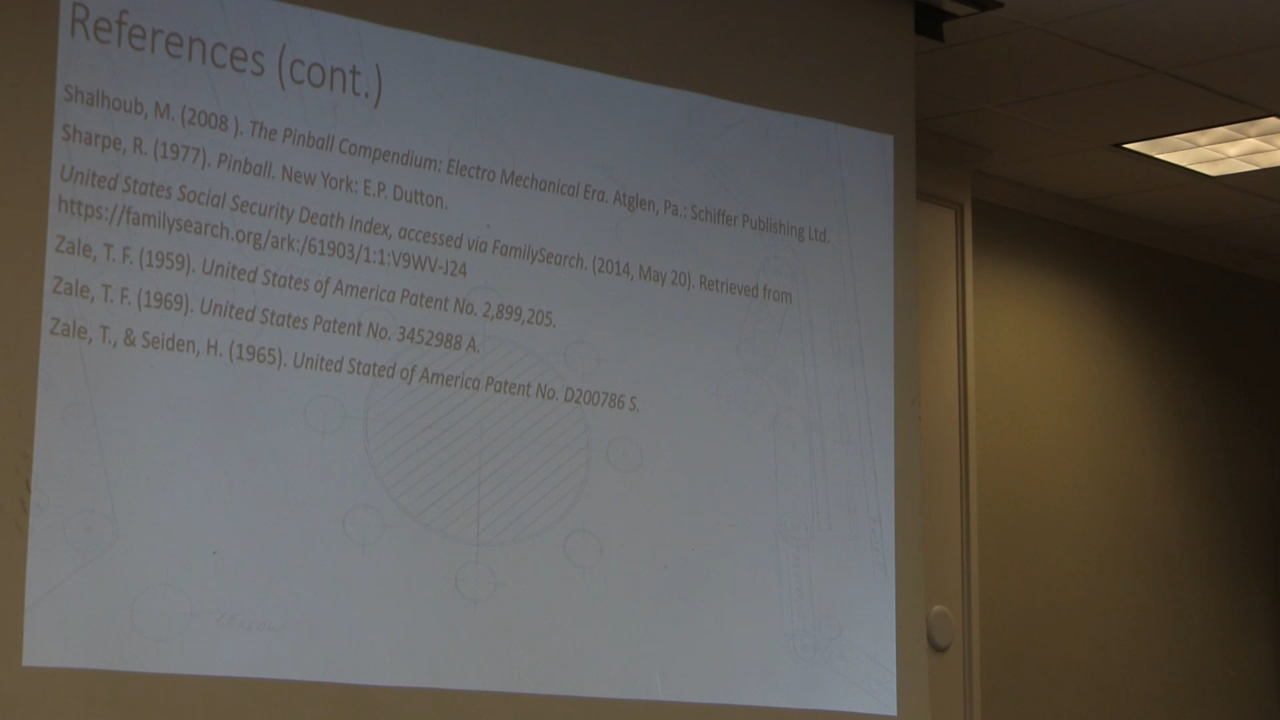 References (cont.)
Shalhoub, M. (2008 ). The Pinball Compendium: Electro Mechanical Era. Atglen, Pa.: Schiffer Publishing Ltd.
Sharpe, R. (1977). Pinball. New York: E.P. Dutton.
United States Social Security Death Index, accessed via FamilySearch. (2014, May 20). Retrieved from
https://familysearch.org/ark:/61903/1:1:V9WV-J24
Zale, T. F. (1959). United States of America Patent No. 2,899,205.
Zale, T. F. (1969). United States Patent No. 3452988 A.
Zale, T., & Seiden, H. (1965). United Stated of America Patent No. D200786 S.